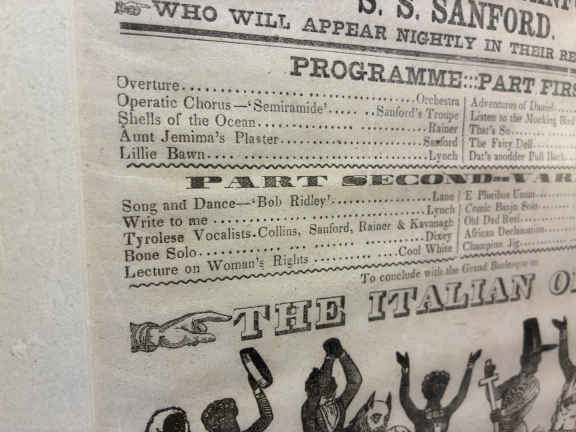 S. S. SANFORD.
WHO WILL APPEAR NIGHTLY IN THEIR RE
PROGRAMME:::PART FIRS
Overture Orchestra
Operatic Chorus—'Semiramide' Sanford's Troupe
Shells of the Ocean Rainer
Aunt Jemima's Plaster Sanford
Lillie Bawn Lynch
Adventures of Daniel
Listen to the Mocking Bird
That's So
The Fairy Dell
Dat's anodder Pull Back
PART SECOND—VAR
Song and Dance—'Bob Ridley' Lane
Write to me Lynch
Tyrolese Vocalists Collins, Sanford, Rainer & Kavanagh
Bone Solo Dixey
Lecture on Woman's Rights Cool White
E Pluribus Unum
Comic Banjo Solo
Old Dad Reel
African Declamation
Champion Jig
To conclude with the Grand Burlesque
THE ITALIAN O